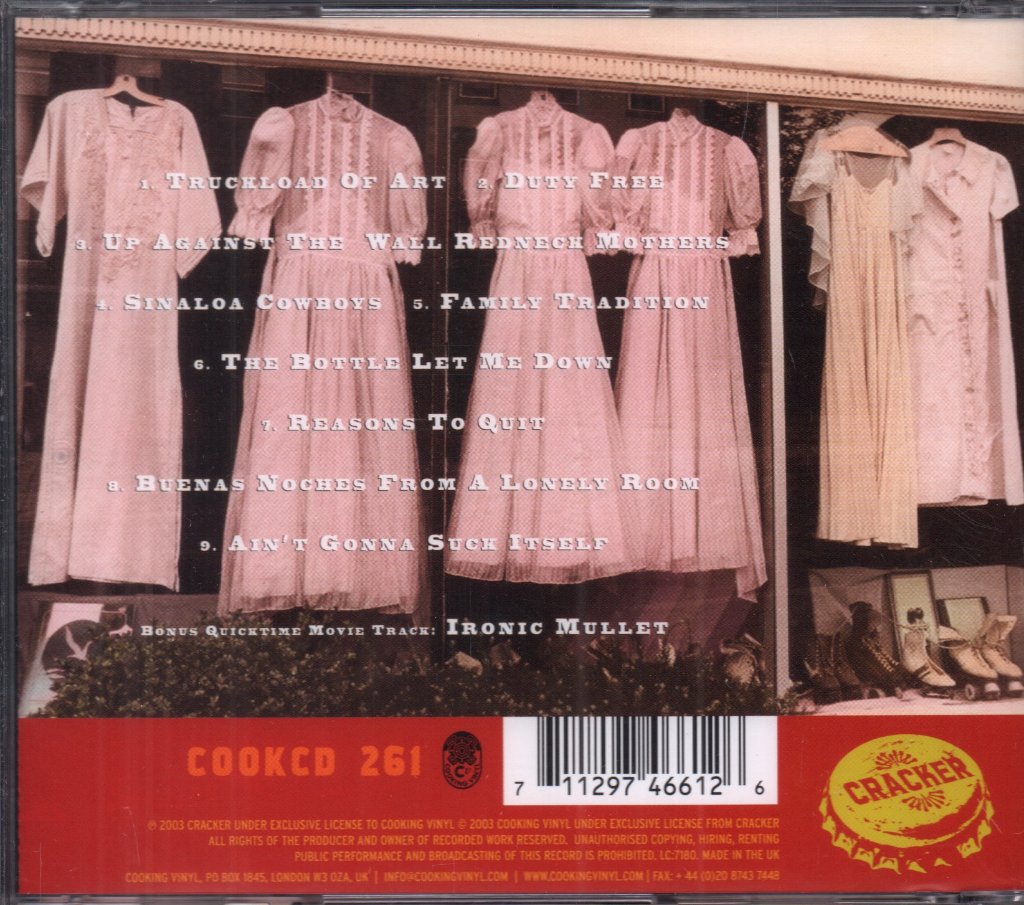 1. Truckload Of Art 2. Duty Free
3. Up Against The Wall Redneck Mothers
4. Sinaloa Cowboys 5. Family Tradition
6. The Bottle Let Me Down
7. Reasons To Quit
8. Buenas Noches From A Lonely Room
9. Ain't Gonna Suck Itself
Bonus Quicktime Movie Track: Ironic Mullet
COOKCD 261
COOKING VINYL
7 11297 46612 6
CRACKER
℗ 2003 CRACKER UNDER EXCLUSIVE LICENSE TO COOKING VINYL © 2003 COOKING VINYL UNDER EXCLUSIVE LICENSE FROM CRACKER
ALL RIGHTS OF THE PRODUCER AND OWNER OF RECORDED WORK RESERVED. UNAUTHORISED COPYING, HIRING, RENTING
PUBLIC PERFORMANCE AND BROADCASTING OF THIS RECORD IS PROHIBITED. LC:7180. MADE IN THE UK
COOKING VINYL, PO BOX 1845, LONDON W3 0ZA, UK | INFO@COOKINGVINYL.COM | WWW.COOKINGVINYL.COM | FAX: + 44 (0)20 8743 7448